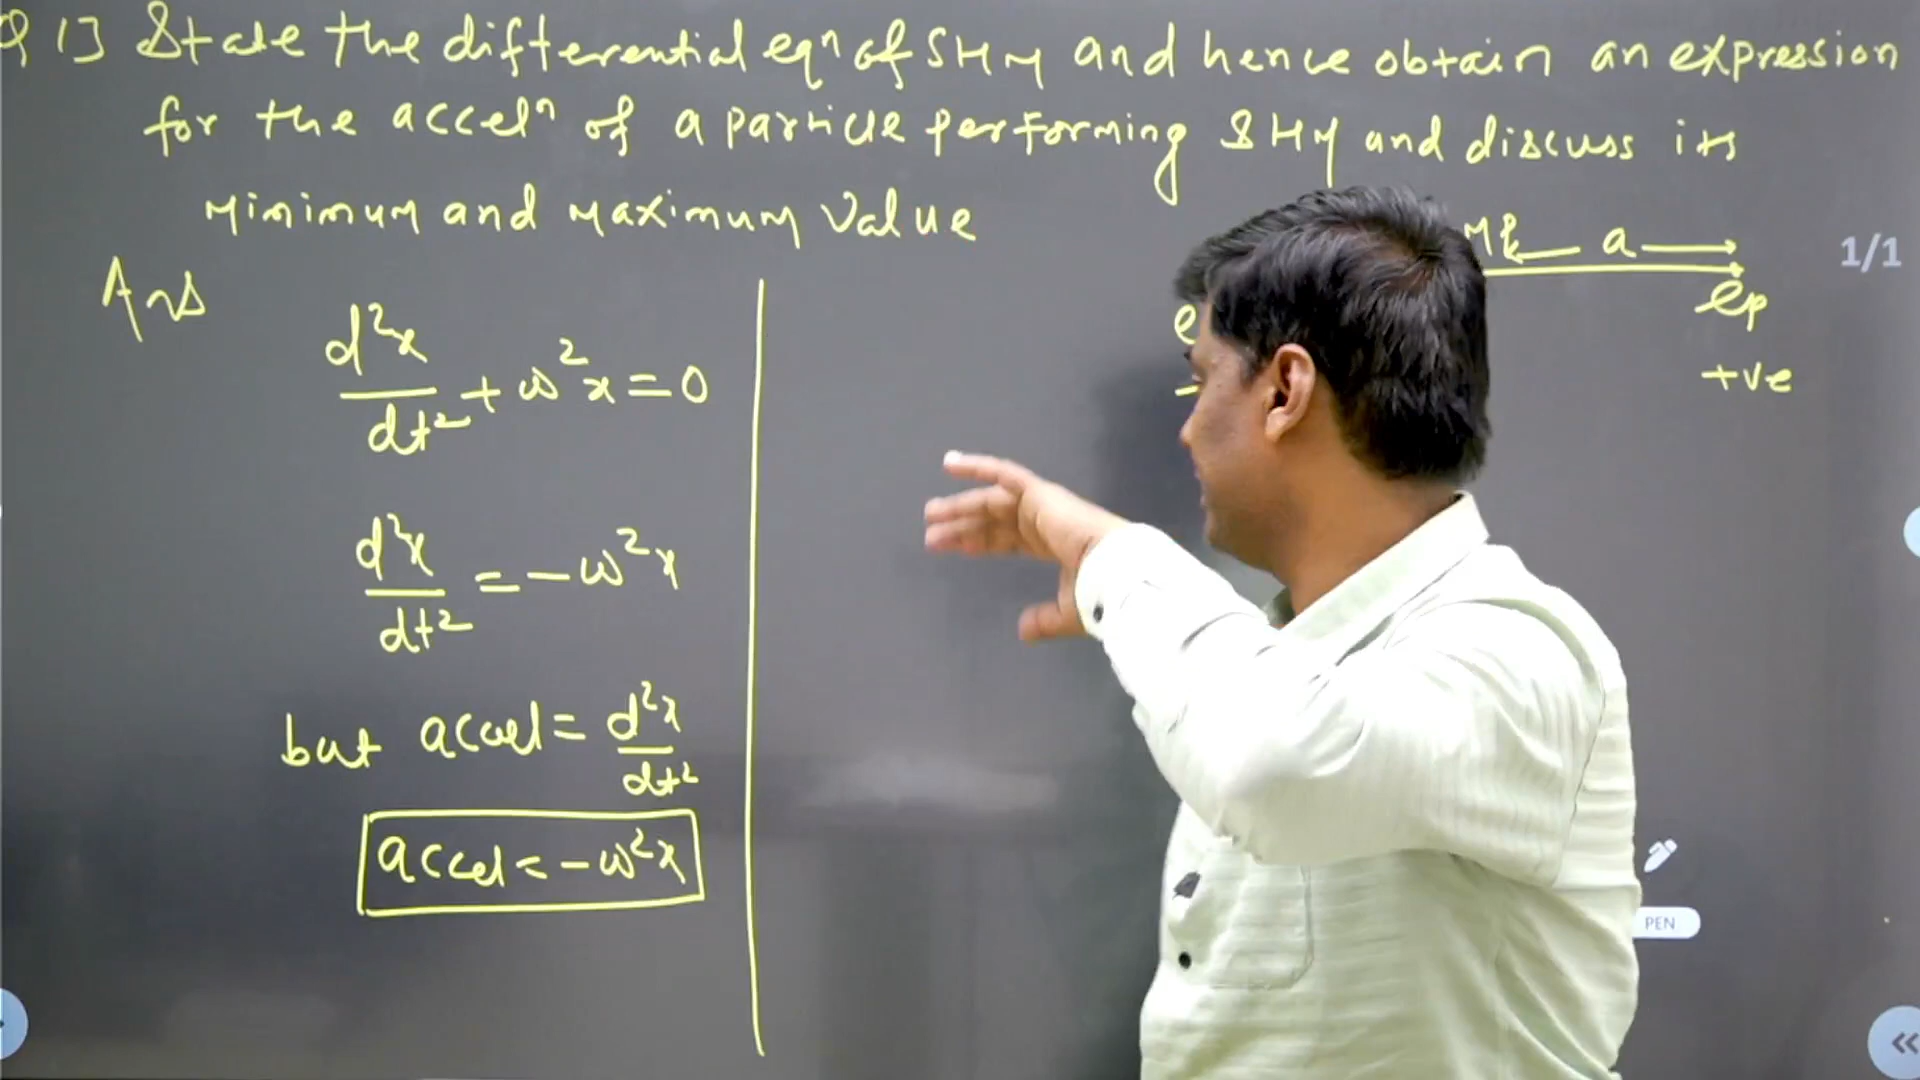 Q 1] State the differential eqⁿ of SHM and hence obtain an expression
for the accelⁿ of a particle performing SHM and discuss its
Minimum and Maximum Value
Ans
d²x/dt² + ω²x = 0
d²x/dt² = -ω²x
but accel = d²x/dt²
accel = -ω²x
a
ep
+ve
1/1
PEN